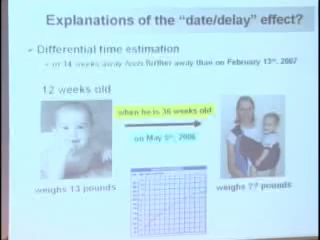 Explanations of the "date/delay" effect?
Differential time estimation
in 14 weeks away feels further away than on February 13th, 2007
12 weeks old
when he is 36 weeks old
on May 5th, 2006
weighs 13 pounds
weighs ?? pounds